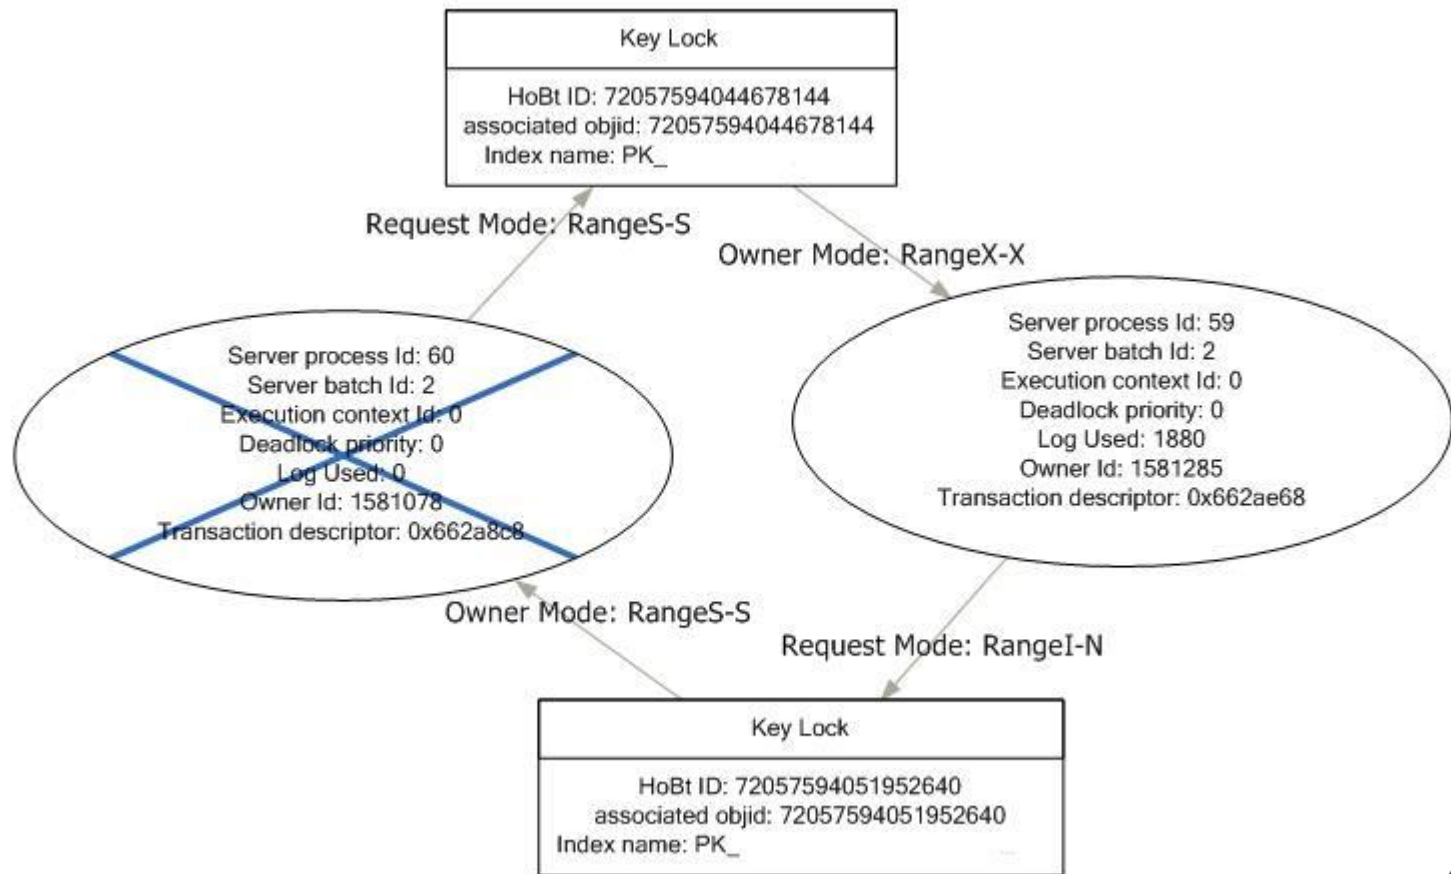 Key Lock
HoBt ID: 72057594044678144
associated objid: 72057594044678144
Index name: PK_
Request Mode: RangeS-S
Owner Mode: RangeX-X
Server process Id: 60
Server batch Id: 2
Execution context Id: 0
Deadlock priority: 0
Log Used: 0
Owner Id: 1581078
Transaction descriptor: 0x662a8c8
Server process Id: 59
Server batch Id: 2
Execution context Id: 0
Deadlock priority: 0
Log Used: 1880
Owner Id: 1581285
Transaction descriptor: 0x662ae68
Owner Mode: RangeS-S
Request Mode: RangeI-N
Key Lock
HoBt ID: 72057594051952640
associated objid: 72057594051952640
Index name: PK_